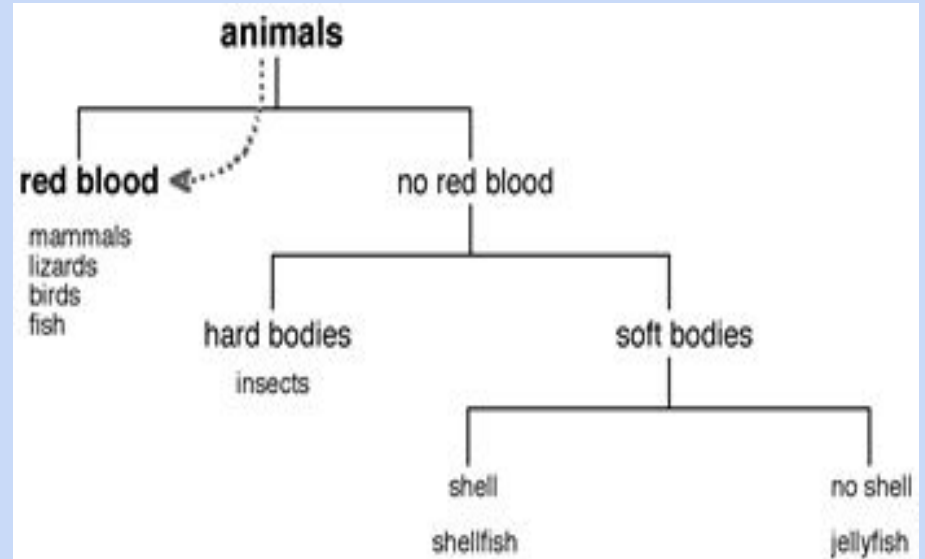 animals
red blood
no red blood
mammals
lizards
birds
fish
hard bodies
soft bodies
insects
shell
no shell
shellfish
jellyfish